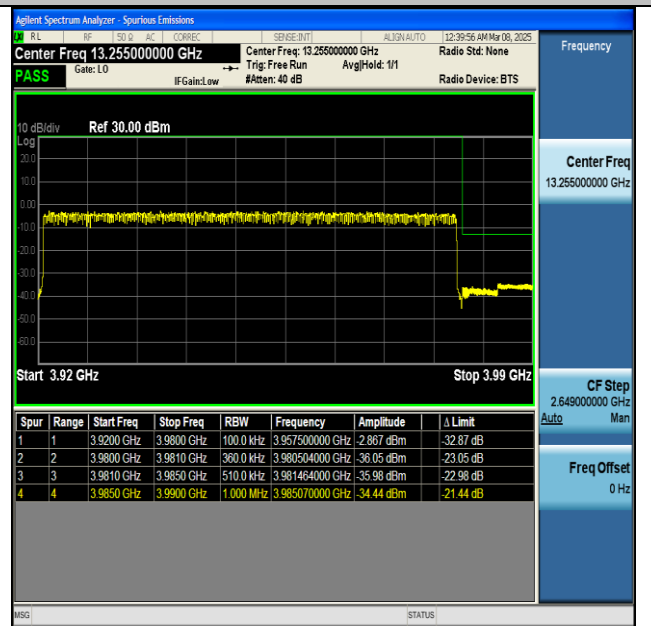 Agilent Spectrum Analyzer - Spurious Emissions
RL RF 50 Ω AC CORREC SENSE:INT ALIGNAUTO 12:39:56 AM Mar 08, 2025
Center Freq 13.255000000 GHz
Center Freq: 13.255000000 GHz
Radio Std: None
PASS
Gate: LO
Trig: Free Run
Avg|Hold: 1/1
IFGain:Low
#Atten: 40 dB
Radio Device: BTS
10 dB/div Ref 30.00 dBm
Log
20.0
10.0
0.00
-10.0
-20.0
-30.0
-40.0
-50.0
-60.0
Start 3.92 GHz Stop 3.99 GHz
Spur Range Start Freq Stop Freq RBW Frequency Amplitude Δ Limit
1 1 3.9200 GHz 3.9800 GHz 100.0 kHz 3.957500000 GHz -2.867 dBm -32.87 dB
2 2 3.9800 GHz 3.9810 GHz 360.0 kHz 3.980504000 GHz -36.05 dBm -23.05 dB
3 3 3.9810 GHz 3.9850 GHz 510.0 kHz 3.981464000 GHz -35.98 dBm -22.98 dB
4 4 3.9850 GHz 3.9900 GHz 1.000 MHz 3.985070000 GHz -34.44 dBm -21.44 dB
MSG STATUS
Frequency
Center Freq
13.255000000 GHz
CF Step
2.649000000 GHz
Auto Man
Freq Offset
0 Hz